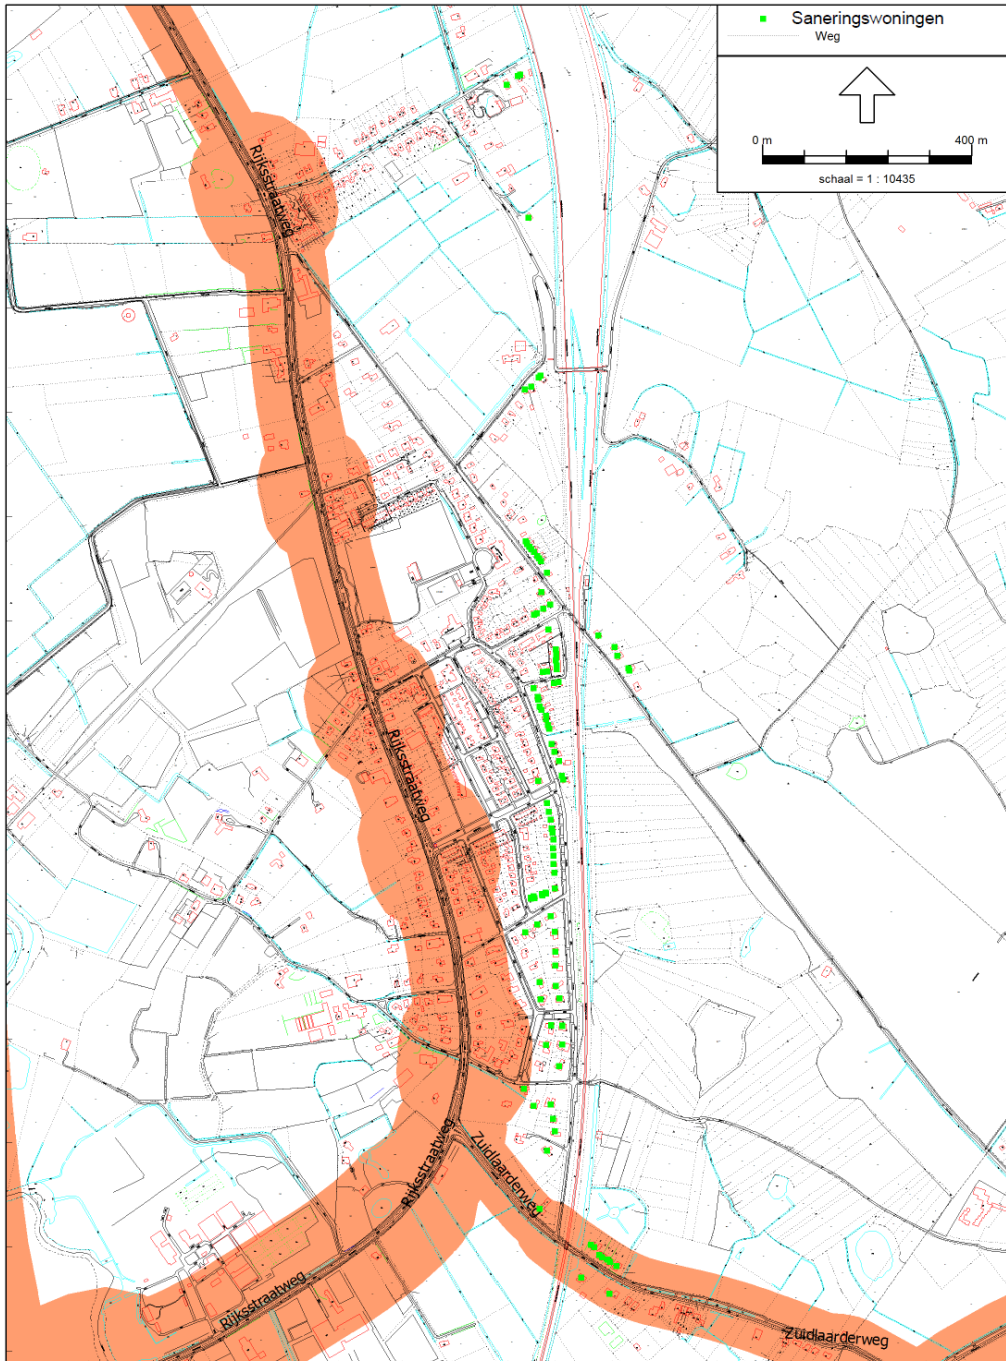 Saneringswoningen
Weg
0 m 400 m
schaal = 1 : 10435
Rijksstraatweg
Rijksstraatweg
Rijksstraatweg
Zuidlaarderweg
Rijksstraatweg
Zuidlaarderweg